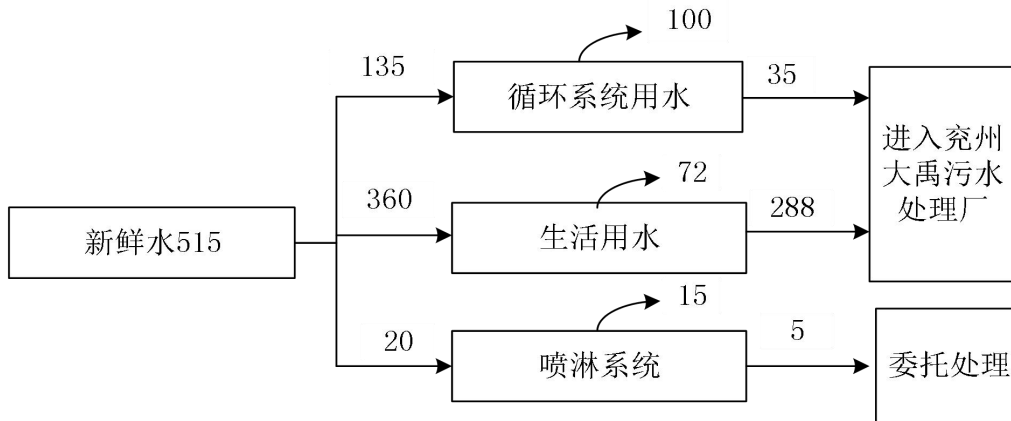 100
135
循环系统用水
35
进入兖州
大禹污水
处理厂
72
360
生活用水
288
新鲜水515
15
20
喷淋系统
5
委托处理